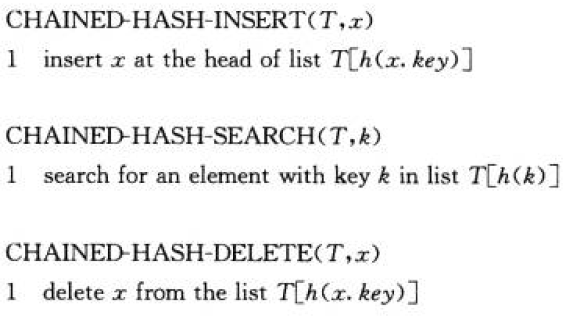 CHAINED-HASH-INSERT(T,x)
1 insert x at the head of list T[h(x. key)]
CHAINED-HASH-SEARCH(T,k)
1 search for an element with key k in list T[h(k)]
CHAINED-HASH-DELETE(T,x)
1 delete x from the list T[h(x. key)]